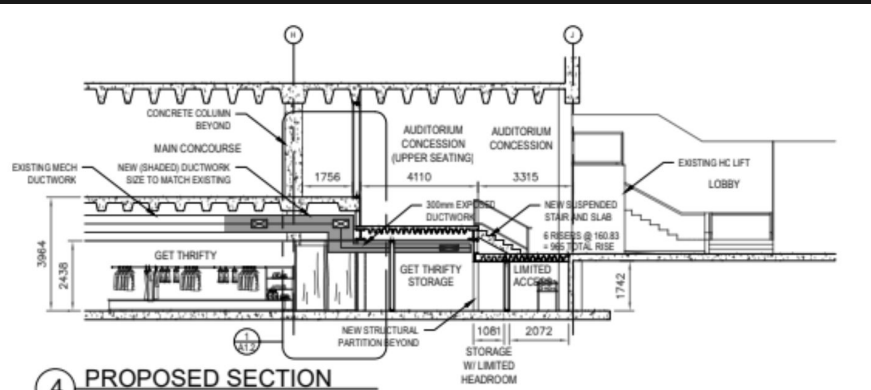 H
J
CONCRETE COLUMN
BEYOND
MAIN CONCOURSE
EXISTING MECH
DUCTWORK
NEW (SHADED) DUCTWORK
SIZE TO MATCH EXISTING
1756
AUDITORIUM
CONCESSION
(UPPER SEATING)
4110
AUDITORIUM
CONCESSION
3315
EXISTING HC LIFT
LOBBY
300mm EXPOSED
DUCTWORK
NEW SUSPENDED
STAIR AND SLAB
6 RISERS @ 160.83
= 965 TOTAL RISE
3964
2438
GET THRIFTY
GET THRIFTY
STORAGE
LIMITED
ACCESS
1742
NEW STRUCTURAL
PARTITION BEYOND
1081
2072
STORAGE
W/ LIMITED
HEADROOM
1
A12
4 PROPOSED SECTION